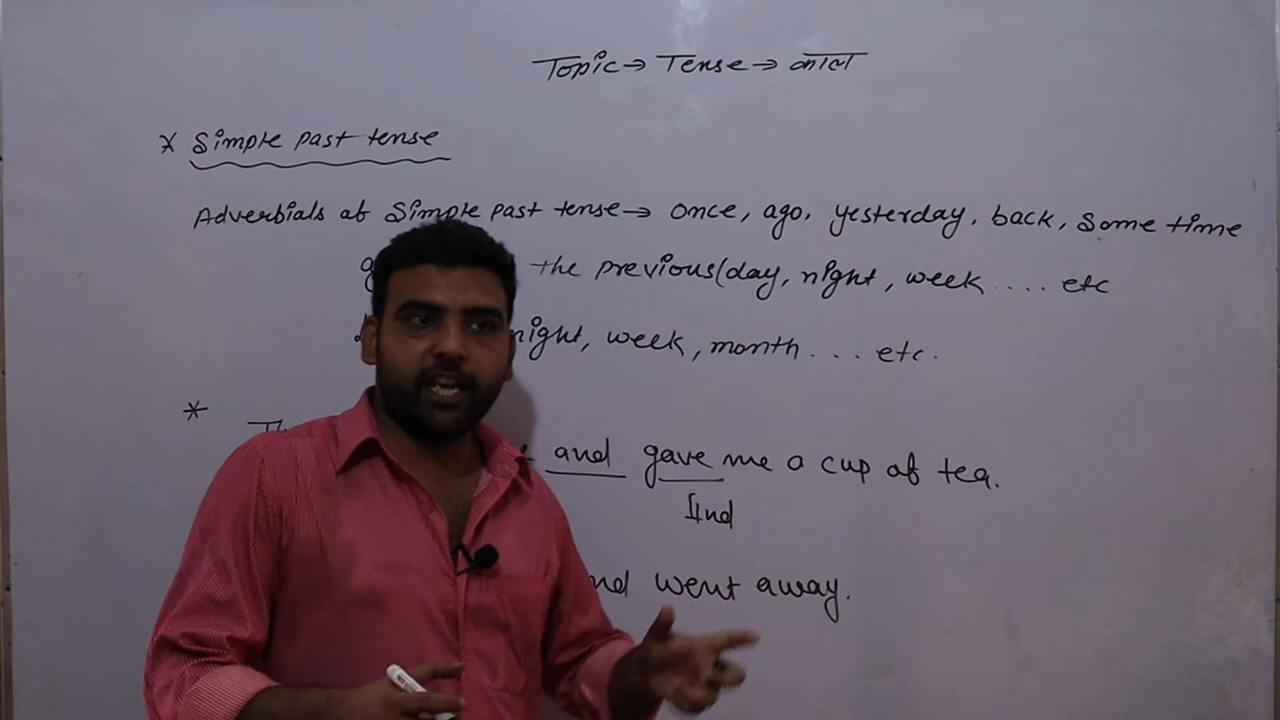 Topic → Tense → काल
* Simple past tense
Adverbials of Simple past tense → once, ago, yesterday, back, some time
the previous (day, night, week .... etc
night, week, month .... etc.
* and gave me a cup of tea.
IInd
went away.